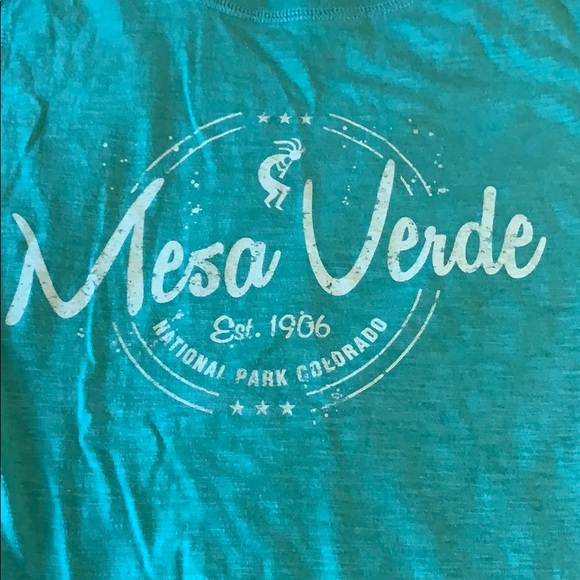 Mesa Verde
Est. 1906
NATIONAL PARK COLORADO